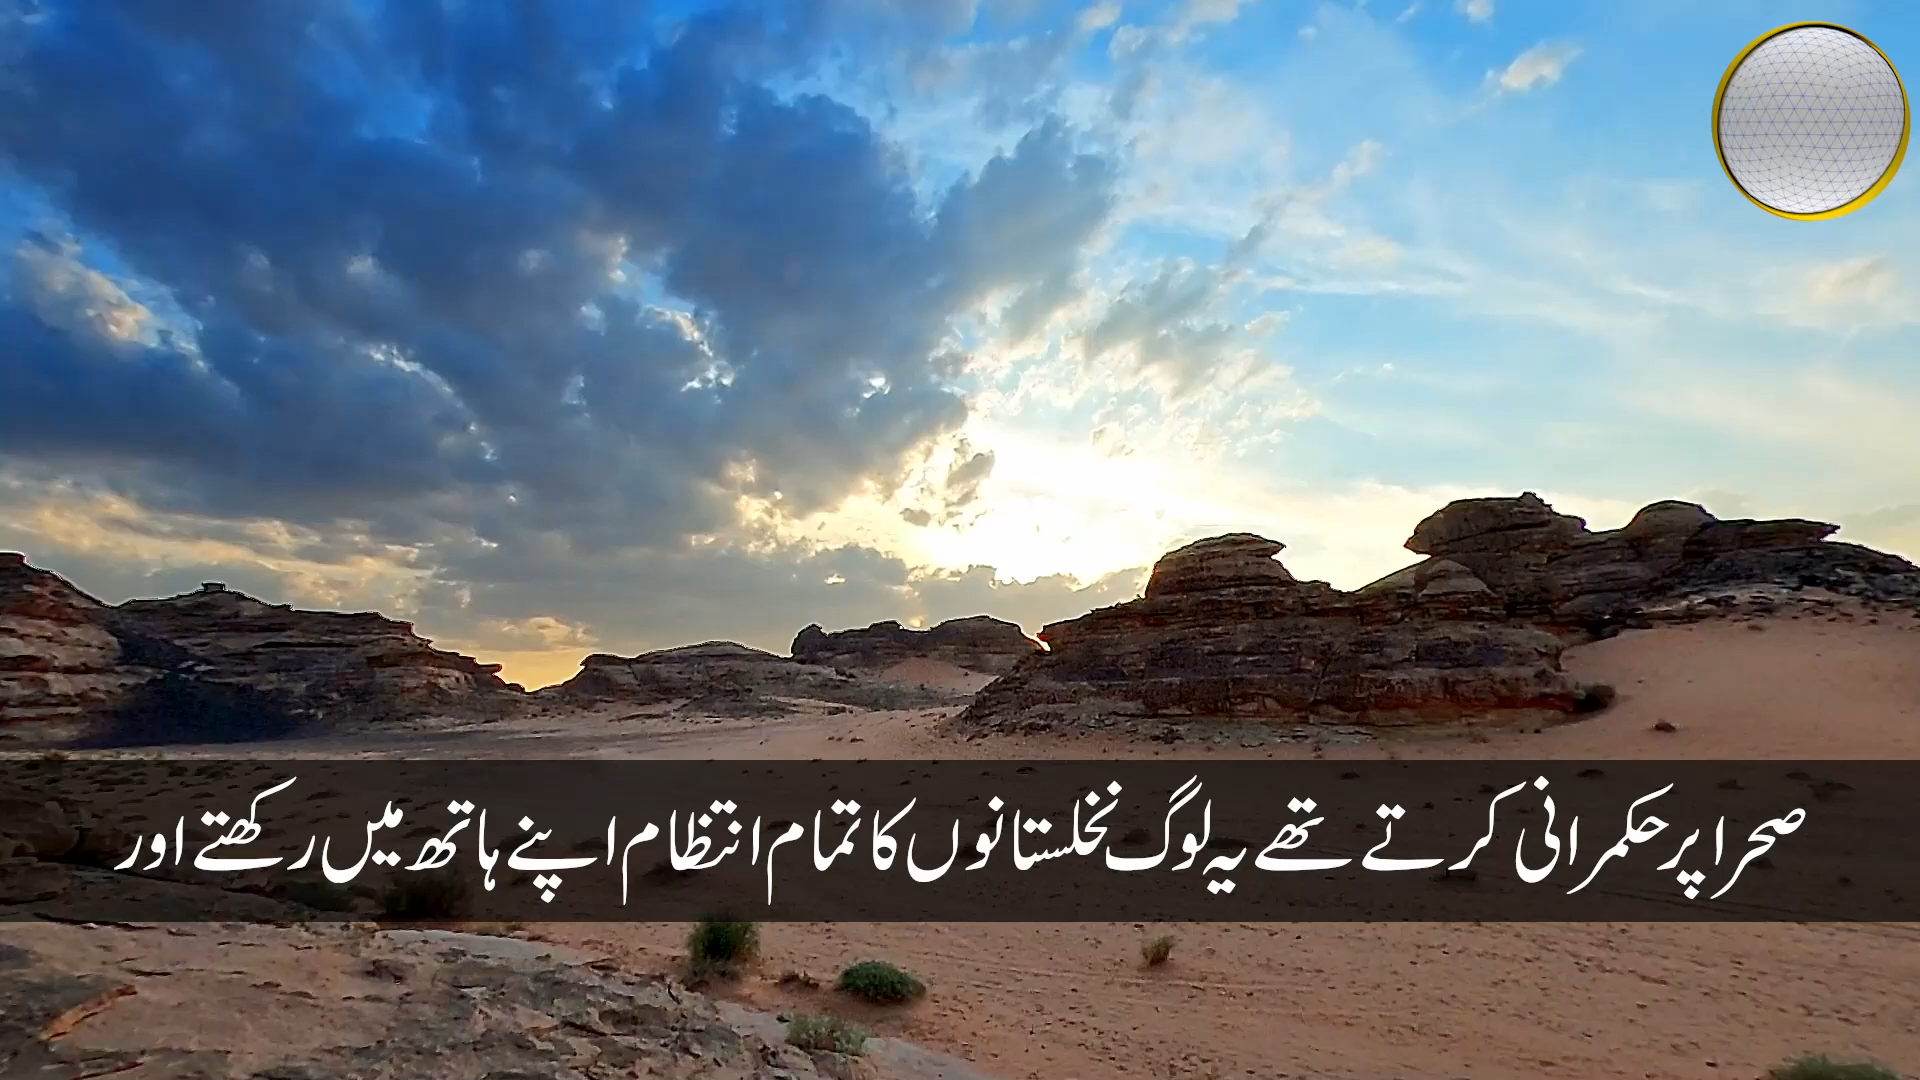 صحرا پر حکمرانی کرتے تھے یہ لوگ نخلستانوں کا تمام انتظام اپنے ہاتھ میں رکھتے اور